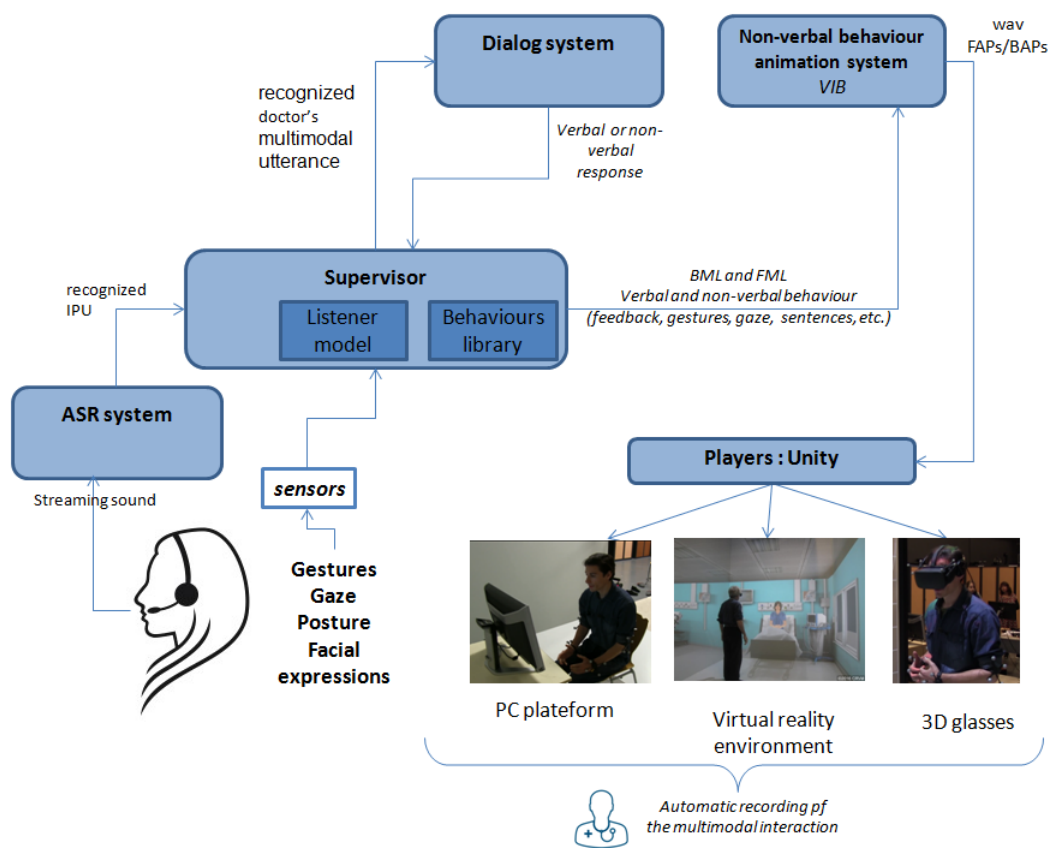 Dialog system
Non-verbal behaviour
animation system
VIB
wav
FAPs/BAPs
recognized
doctor's
multimodal
utterance
Verbal or non-
verbal
response
Supervisor
Listener
model
Behaviours
library
recognized
IPU
BML and FML
Verbal and non-verbal behaviour
(feedback, gestures, gaze, sentences, etc.)
ASR system
Streaming sound
sensors
Gestures
Gaze
Posture
Facial
expressions
Players : Unity
PC plateform
Virtual reality
environment
3D glasses
Automatic recording pf
the multimodal interaction